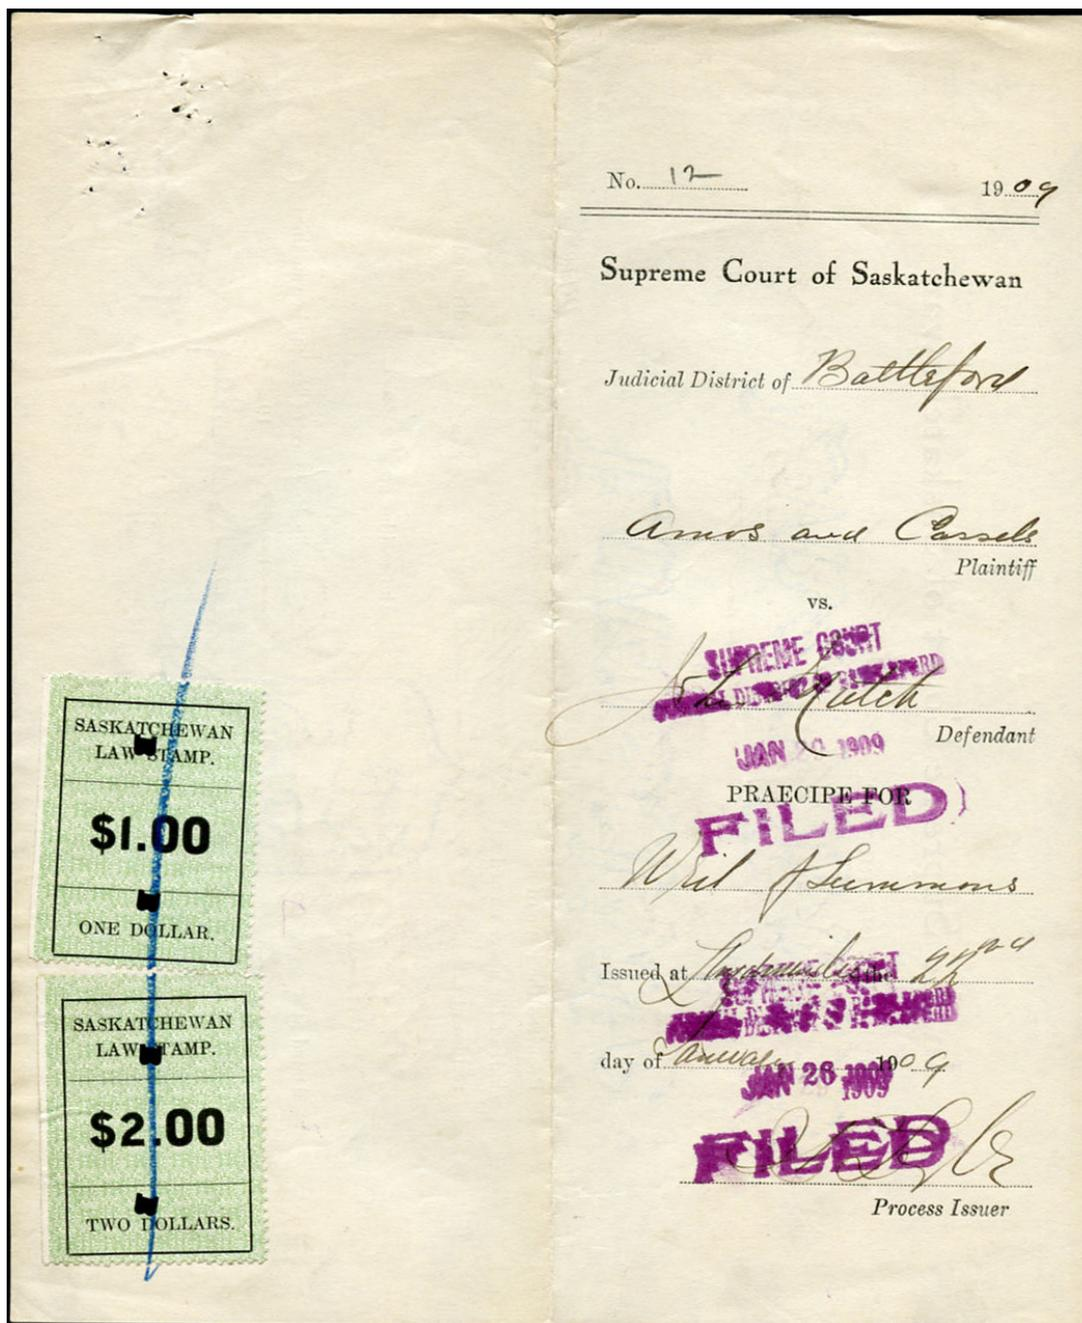 No. 12 1909
Supreme Court of Saskatchewan
Judicial District of Battleford
Amos and Cassels
Plaintiff
vs.
SUPREME COURT
Defendant
JAN 1909
PRAECIPE FOR
FILED
Writ of Summons
Issued at the 22nd
day of January 1909
JAN 26 1909
FILED
Process Issuer
SASKATCHEWAN
LAW STAMP.
$1.00
ONE DOLLAR.
SASKATCHEWAN
LAW STAMP.
$2.00
TWO DOLLARS.